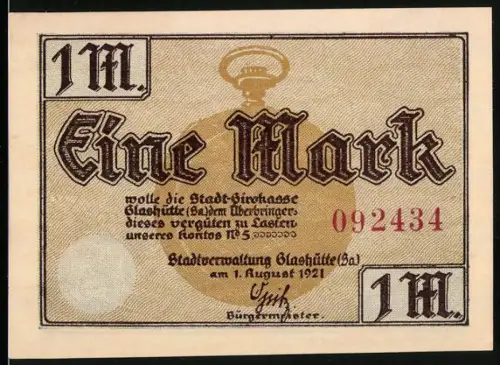 1 M.
Eine Mark
wolle die Stadt-Girokasse
Glashütte (Sa) dem Überbringer
dieses vergüten zu Lasten
unseres Kontos No 5
092434
Stadtverwaltung Glashütte (Sa)
am 1. August 1921
Bürgermeister.
1 M.